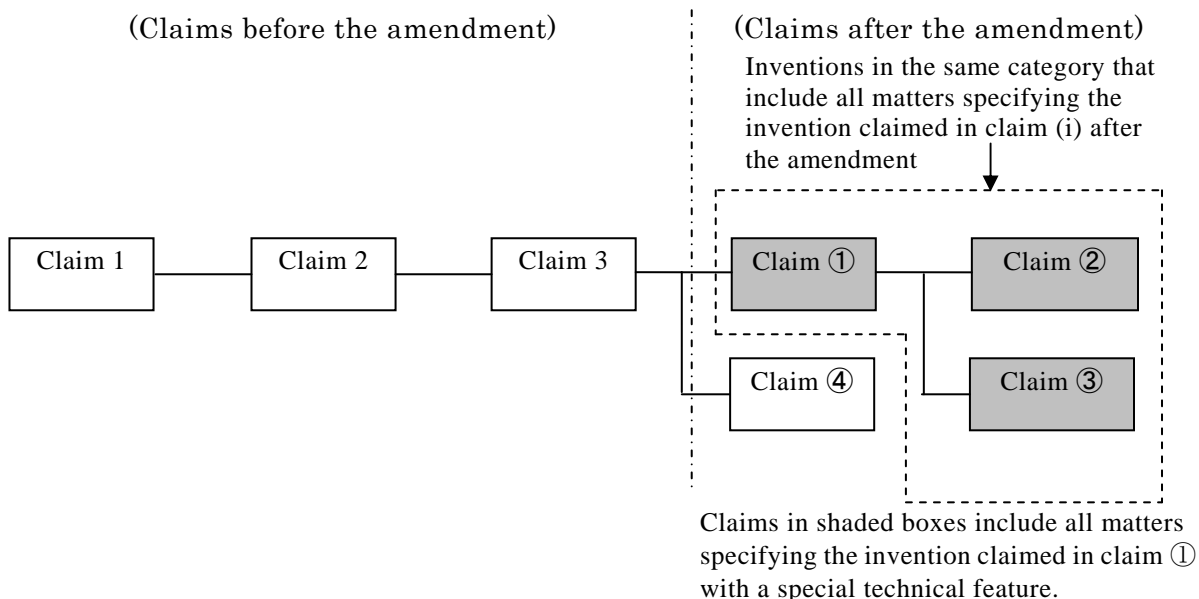 (Claims before the amendment)
(Claims after the amendment)
Inventions in the same category that
include all matters specifying the
invention claimed in claim (i) after
the amendment
Claim 1
Claim 2
Claim 3
Claim ①
Claim ②
Claim ④
Claim ③
Claims in shaded boxes include all matters
specifying the invention claimed in claim ①
with a special technical feature.